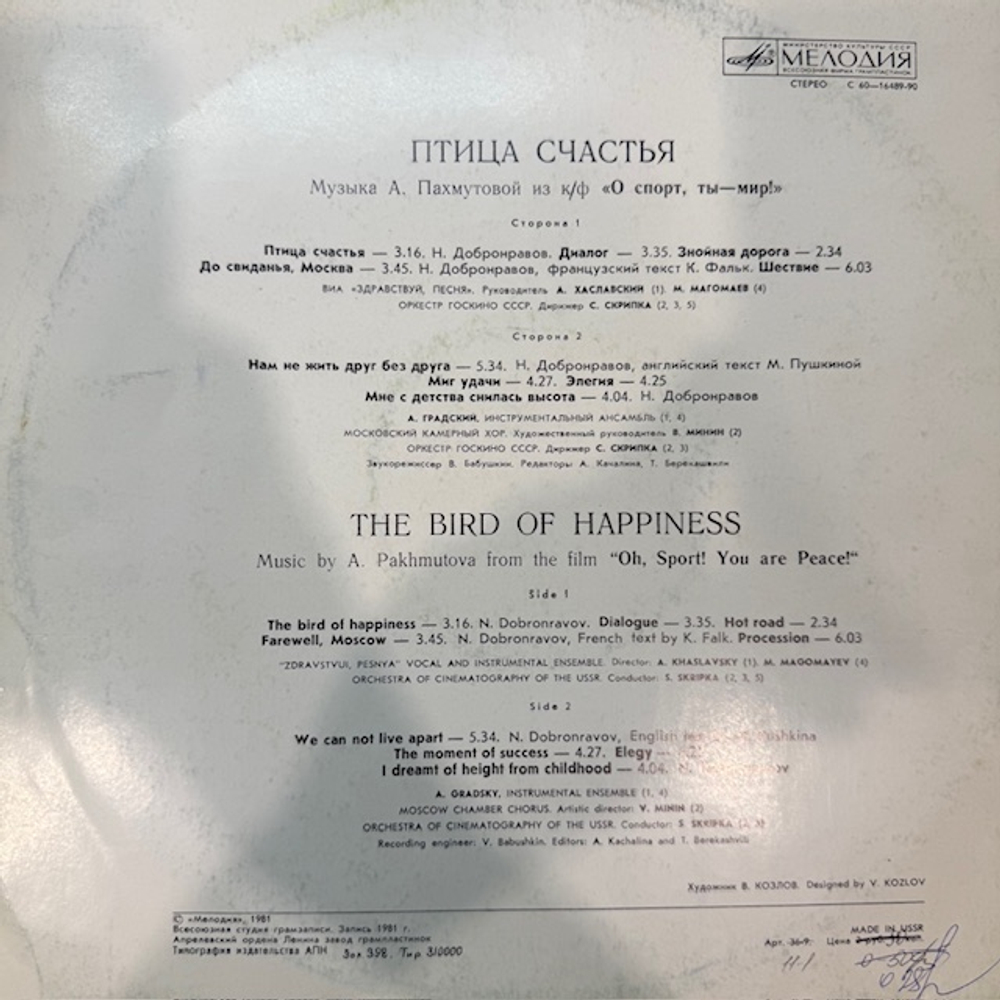 МИНИСТЕРСТВО КУЛЬТУРЫ СССР
МЕЛОДИЯ
ВСЕСОЮЗНАЯ ФИРМА ГРАМПЛАСТИНОК
СТЕРЕО С 60—16489-90
ПТИЦА СЧАСТЬЯ
Музыка А. Пахмутовой из к/ф «О спорт, ты—мир!»
Сторона 1
Птица счастья — 3.16. Н. Добронравов. Диалог — 3.35. Знойная дорога — 2.34
До свиданья, Москва — 3.45. Н. Добронравов, французский текст К. Фальк. Шествие — 6.03
ВИА «ЗДРАВСТВУЙ, ПЕСНЯ». Руководитель А. ХАСЛАВСКИЙ (1). М. МАГОМАЕВ (4)
ОРКЕСТР ГОСКИНО СССР. Дирижер С. СКРИПКА (2, 3, 5)
Сторона 2
Нам не жить друг без друга — 5.34. Н. Добронравов, английский текст М. Пушкиной
Миг удачи — 4.27. Элегия — 4.25
Мне с детства снилась высота — 4.04. Н. Добронравов
А. ГРАДСКИЙ, ИНСТРУМЕНТАЛЬНЫЙ АНСАМБЛЬ (1, 4)
МОСКОВСКИЙ КАМЕРНЫЙ ХОР. Художественный руководитель В. МИНИН (2)
ОРКЕСТР ГОСКИНО СССР. Дирижер С. СКРИПКА (2, 3)
Звукорежиссер В. Бабушкин. Редакторы А. Качалина, Т. Берекашвили
THE BIRD OF HAPPINESS
Music by A. Pakhmutova from the film "Oh, Sport! You are Peace!"
Side 1
The bird of happiness — 3.16. N. Dobronravov. Dialogue — 3.35. Hot road — 2.34
Farewell, Moscow — 3.45. N. Dobronravov, French text by K. Falk. Procession — 6.03
"ZDRAVSTVUI, PESNYA" VOCAL AND INSTRUMENTAL ENSEMBLE. Director: A. KHASLAVSKY (1). M. MAGOMAYEV (4)
ORCHESTRA OF CINEMATOGRAPHY OF THE USSR. Conductor: S. SKRIPKA (2, 3, 5)
Side 2
We can not live apart — 5.34. N. Dobronravov, English
The moment of success — 4.27. Elegy —
I dreamt of height from childhood — 4.04.
A. GRADSKY, INSTRUMENTAL ENSEMBLE (1, 4)
MOSCOW CHAMBER CHORUS. Artistic director: V. MININ (2)
ORCHESTRA OF CINEMATOGRAPHY OF THE USSR. Conductor: S. SKRIPKA (2, 3)
Recording engineer: V. Babushkin. Editors: A. Kachalina and T. Berekashvili
Художник В. КОЗЛОВ. Designed by V. KOZLOV
© «Мелодия», 1981
Всесоюзная студия грамзаписи. Запись 1981 г.
Апрелевский ордена Ленина завод грампластинок
Типография издательства АПН Зак 398. Тир 310000
MADE IN USSR
Арт. 36-9. Цена